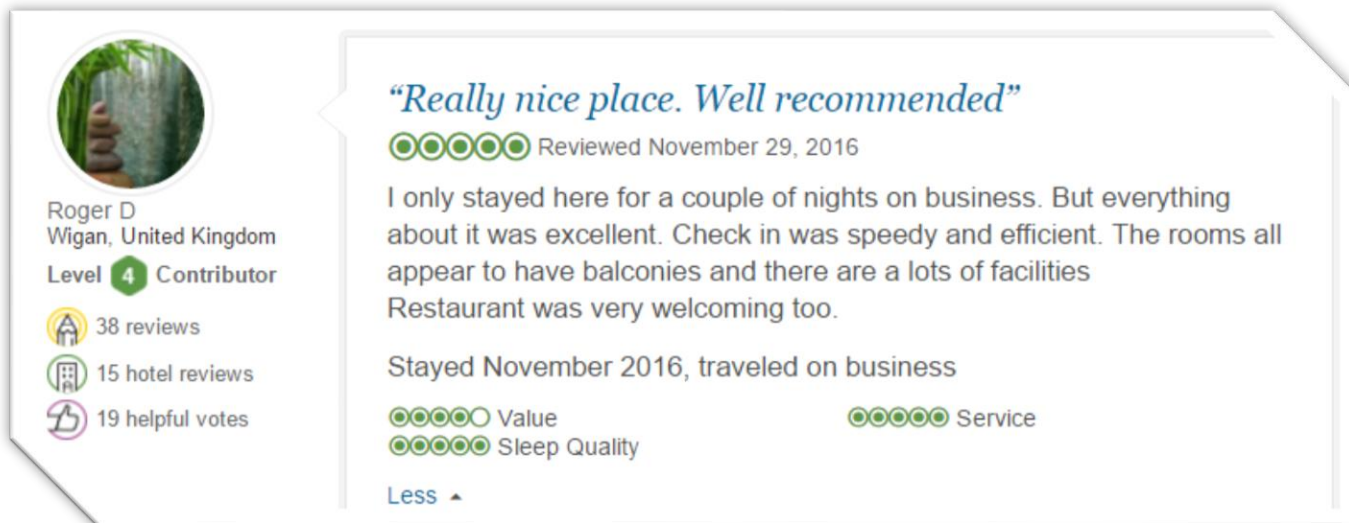 Roger D
Wigan, United Kingdom
Level 4 Contributor
38 reviews
15 hotel reviews
19 helpful votes
“Really nice place. Well recommended”
Reviewed November 29, 2016
I only stayed here for a couple of nights on business. But everything
about it was excellent. Check in was speedy and efficient. The rooms all
appear to have balconies and there are a lots of facilities
Restaurant was very welcoming too.
Stayed November 2016, traveled on business
Value
Service
Sleep Quality
Less